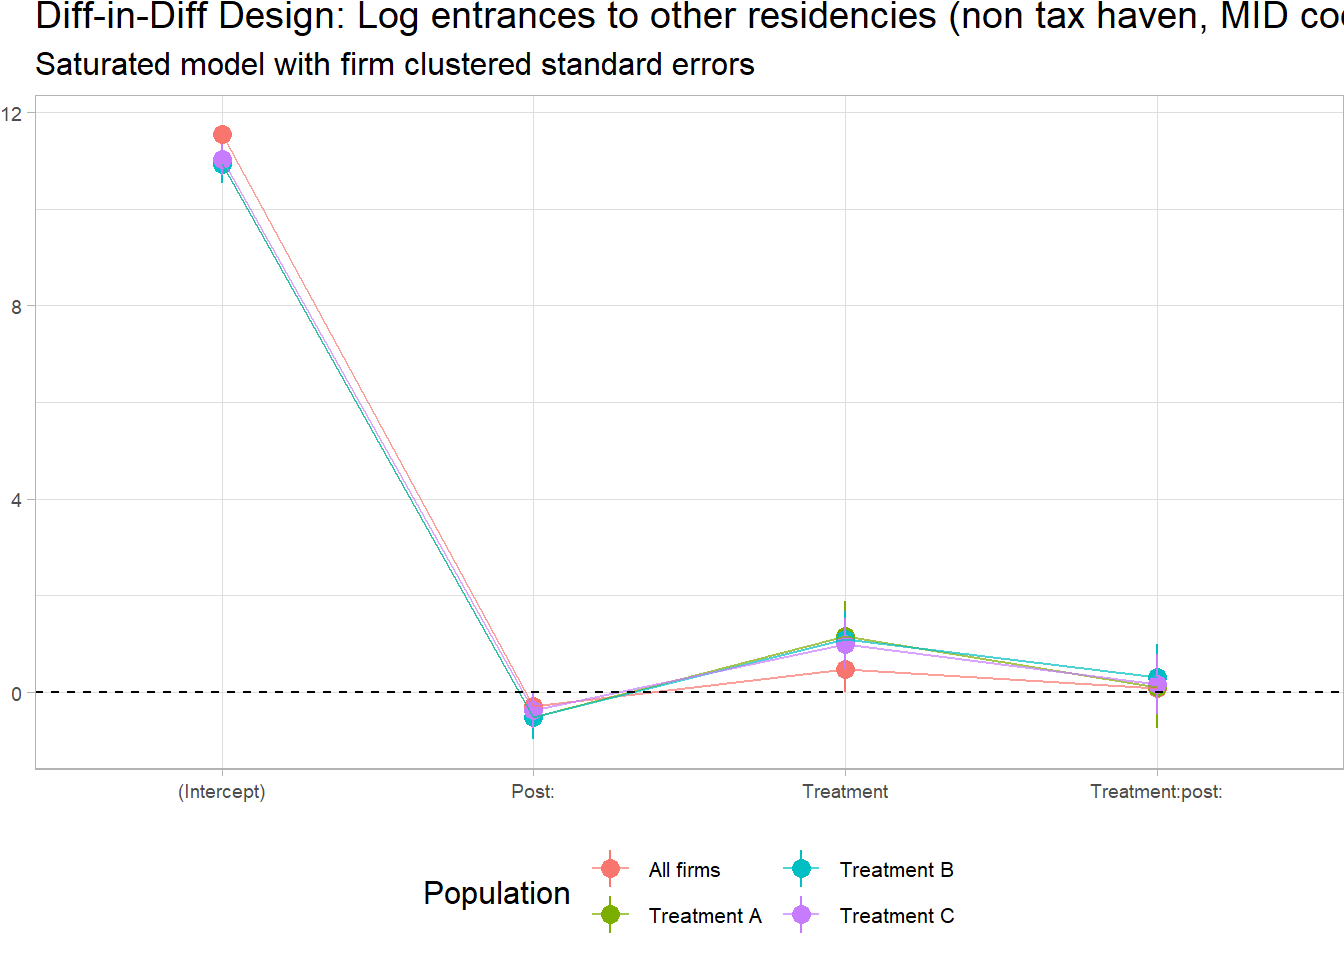 Diff-in-Diff Design: Log entrances to other residencies (non tax haven, MID
Saturated model with firm clustered standard errors
12
8
4
0
(Intercept) Post: Treatment Treatment:post:
Population
All firms Treatment B
Treatment A Treatment C